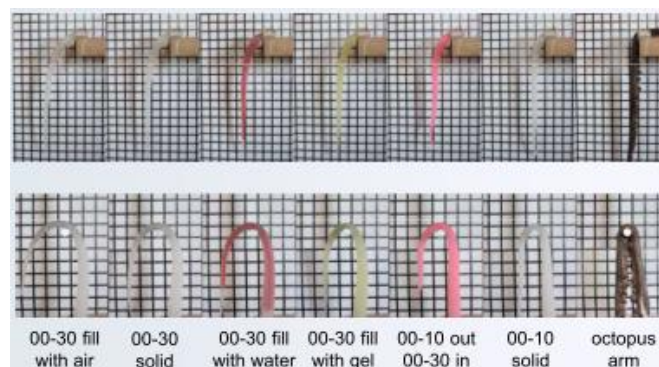 00-30 fill
with air
00-30
solid
00-30 fill
with water
00-30 fill
with gel
00-10 out
00-30 in
00-10
solid
octopus
arm